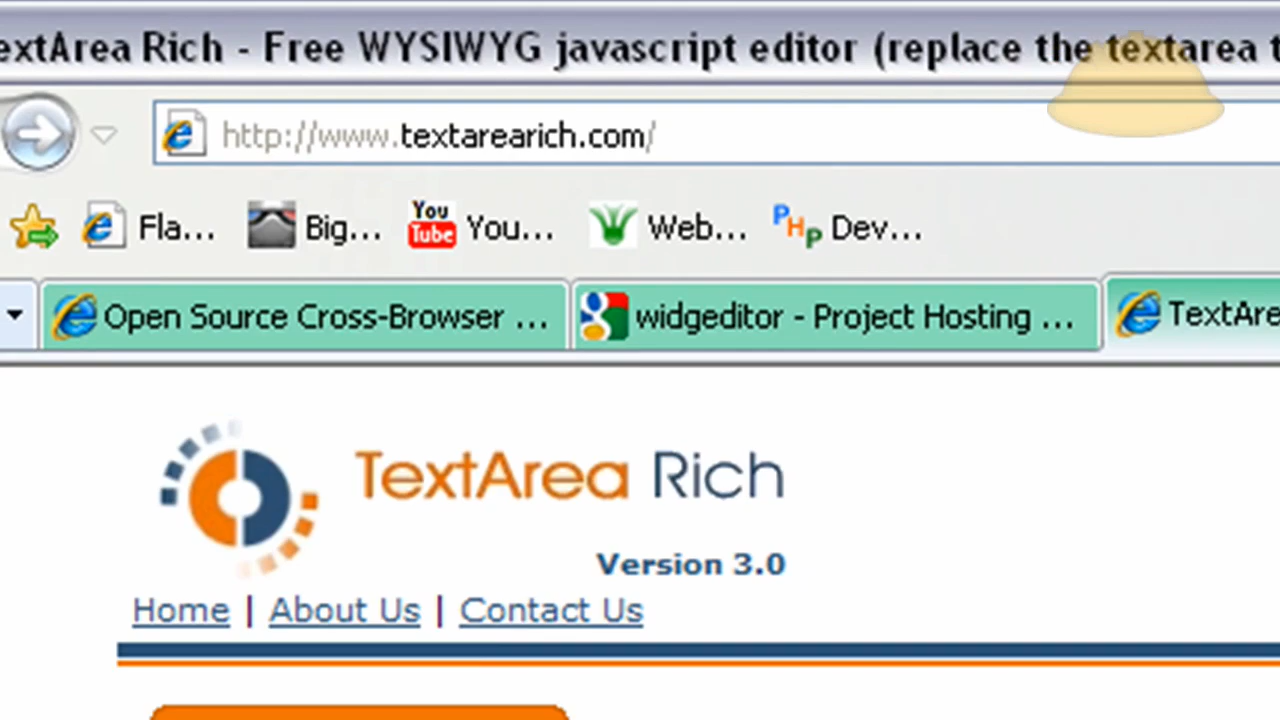 extArea Rich - Free WYSIWYG javascript editor (replace the textarea t
http://www.textarearich.com/
Fla... Big... You Tube You... Web... PHP Dev...
Open Source Cross-Browser ... widgeditor - Project Hosting ... TextAre
TextArea Rich
Version 3.0
Home | About Us | Contact Us